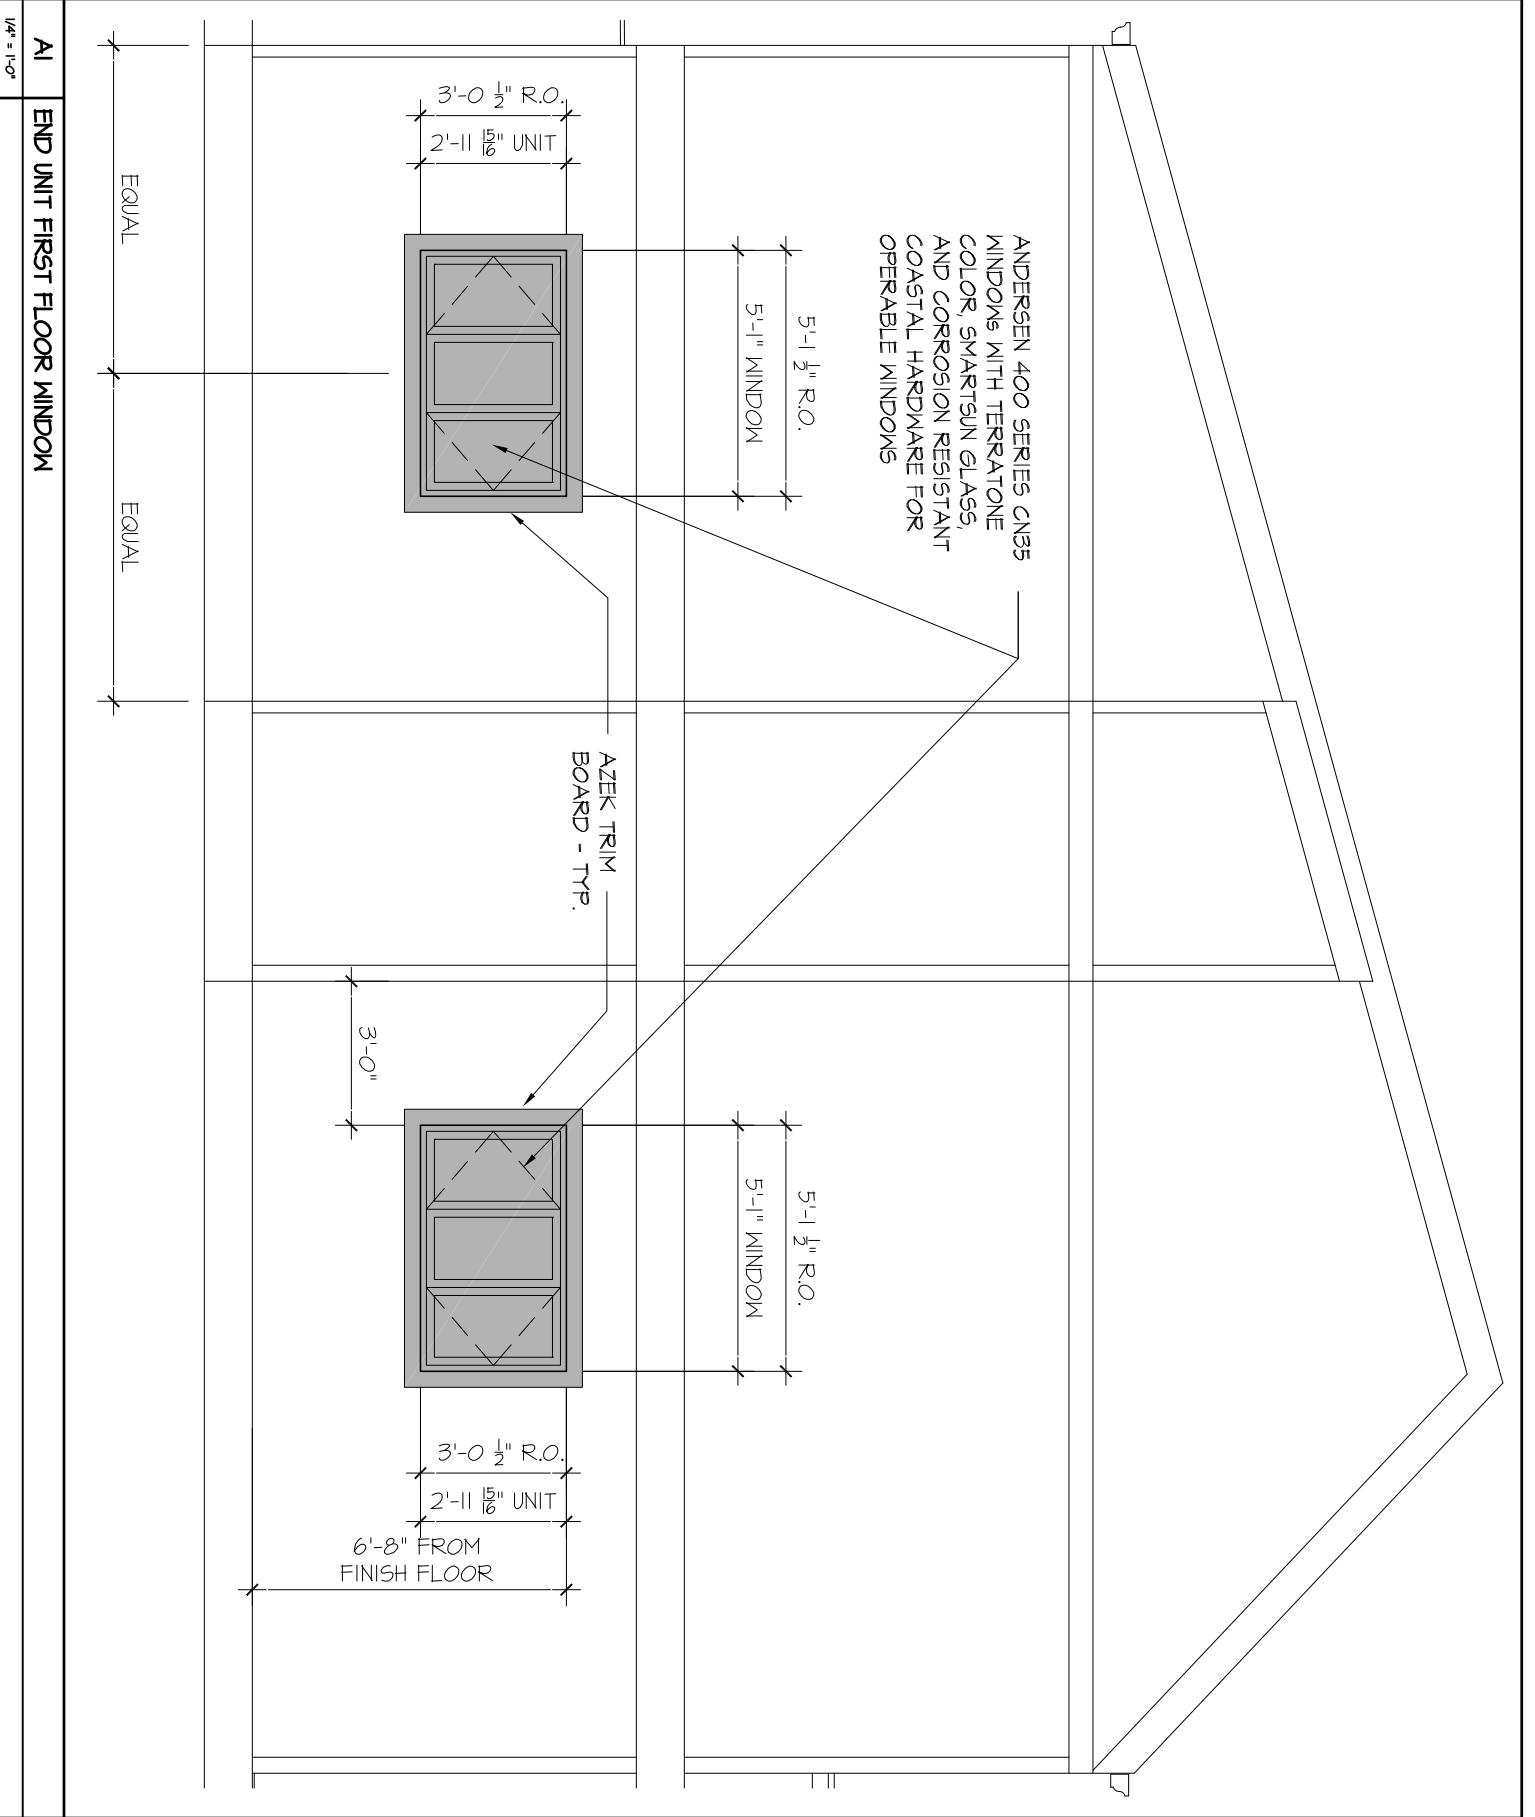 ANDERSEN 400 SERIES CN35
WINDOWs WITH TERRATONE
COLOR, SMARTSUN GLASS,
AND CORROSION RESISTANT
COASTAL HARDWARE FOR
OPERABLE WINDOWS
5'-1 1/2" R.O.
5'-1" WINDOW
3'-0 1/2" R.O.
2'-11 15/16" UNIT
AZEK TRIM
BOARD - TYP.
5'-1 1/2" R.O.
5'-1" WINDOW
3'-0 1/2" R.O.
2'-11 15/16" UNIT
6'-8" FROM
FINISH FLOOR
3'-0"
EQUAL
EQUAL
A1 END UNIT FIRST FLOOR WINDOW
1/4" = 1'-0"